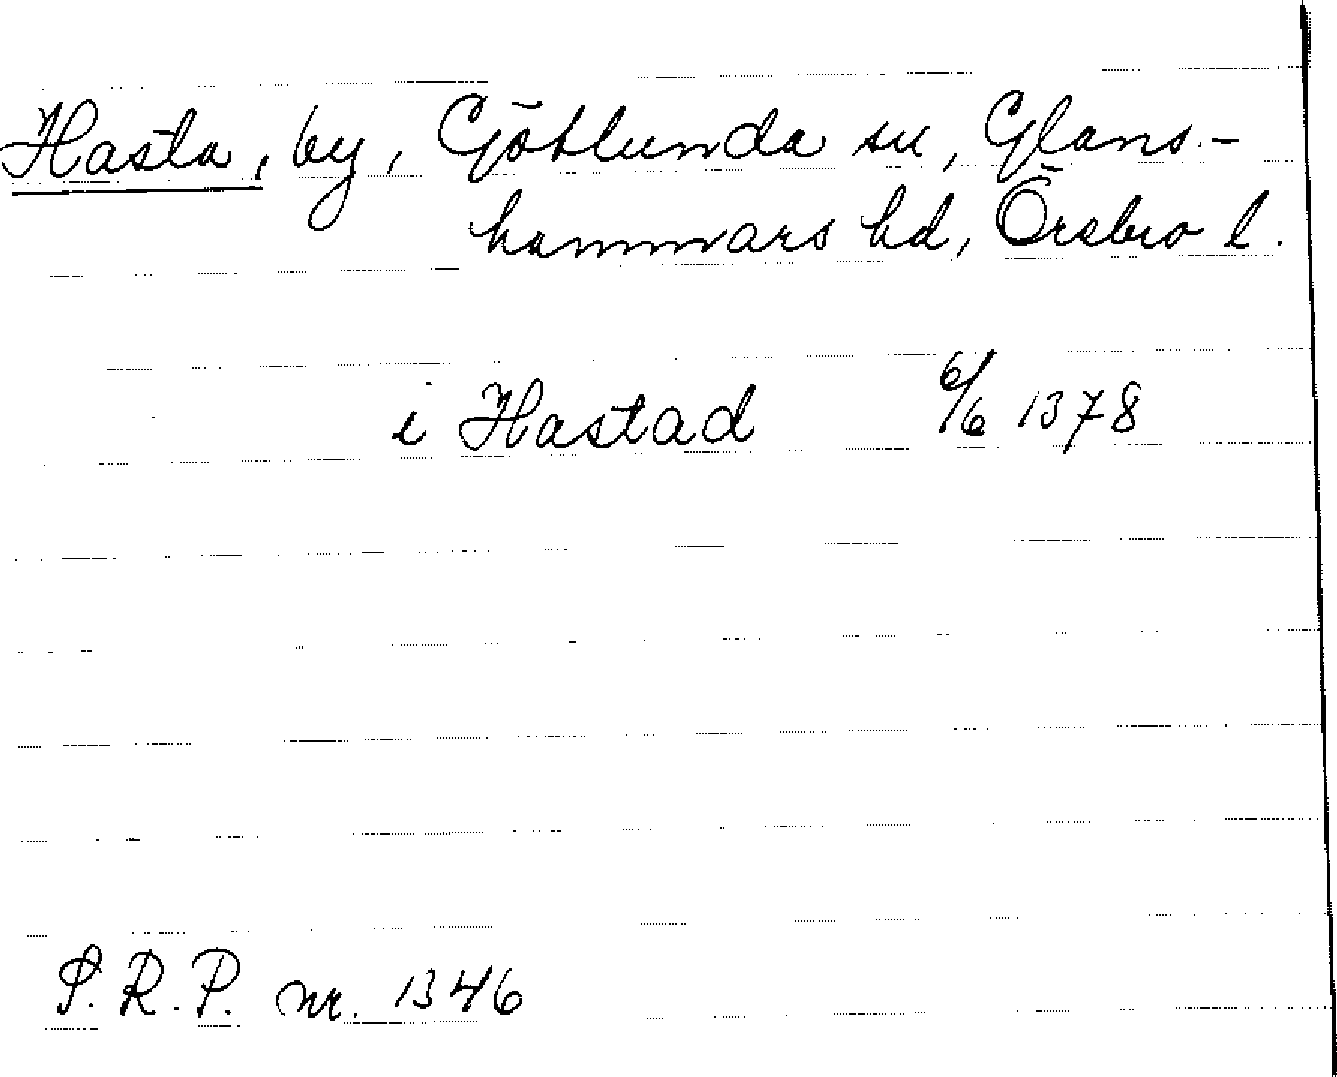 Hasta, by, Götlunda sn, Glans-
hammars hd, Örebro l.
i Hastad 6/6 1378
S.R.P. nr. 1346